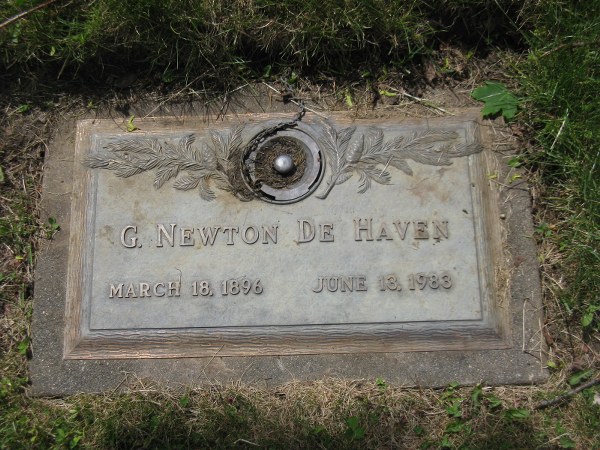 G. Newton De Haven
March 18, 1896 June 13, 1983